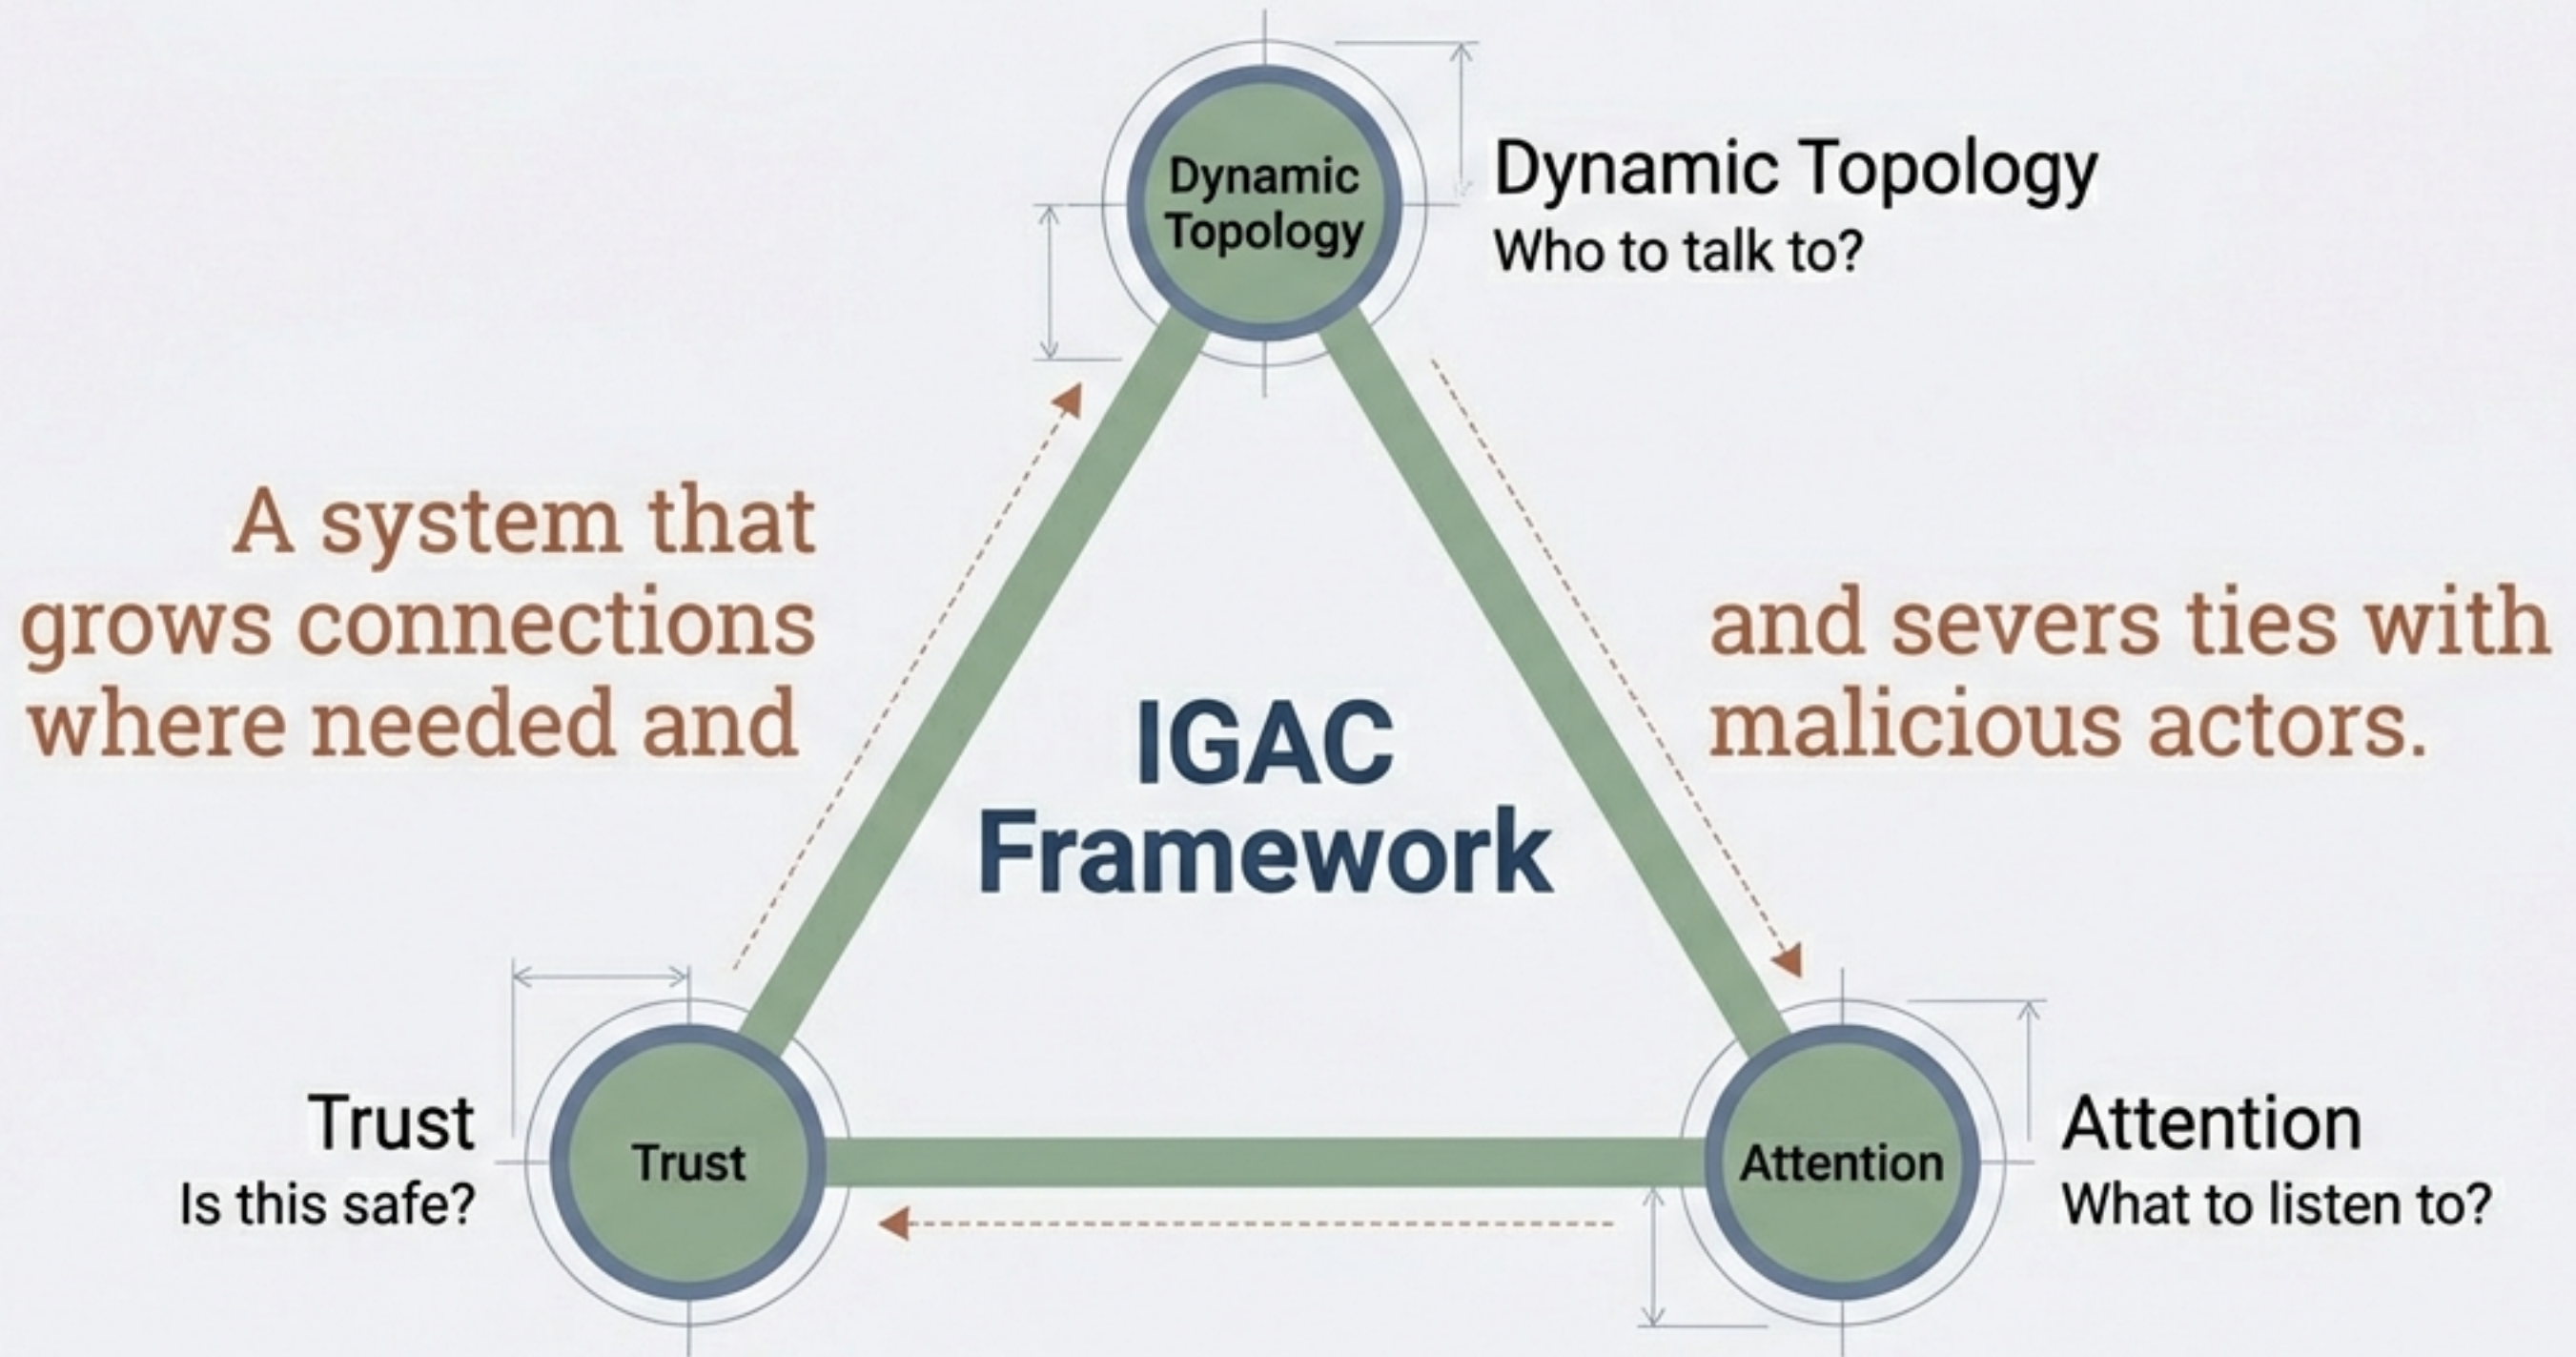 Dynamic
Topology
Dynamic Topology
Who to talk to?
A system that
grows connections
where needed and
and severs ties with
malicious actors.
IGAC
Framework
Trust
Is this safe?
Trust
Attention
Attention
What to listen to?